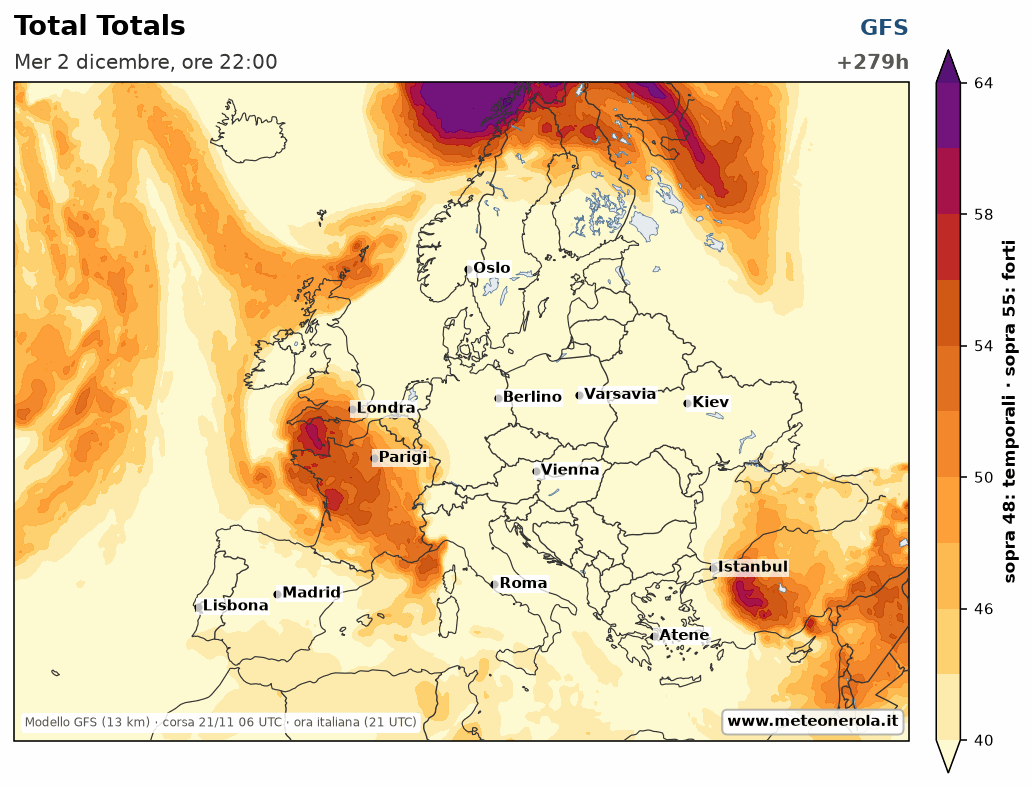 Total Totals
GFS
Mer 2 dicembre, ore 22:00
+279h
Oslo
Berlino
Varsavia
Kiev
Londra
Parigi
Vienna
Istanbul
Roma
Madrid
Lisbona
Atene
Modello GFS (13 km) · corsa 21/11 06 UTC · ora italiana (21 UTC)
www.meteonerola.it
64
58
54
50
46
40
sopra 48: temporali · sopra 55: forti